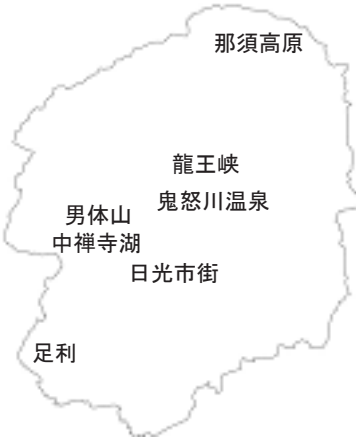 那須高原
龍王峡
鬼怒川温泉
男体山
中禅寺湖
日光市街
足利